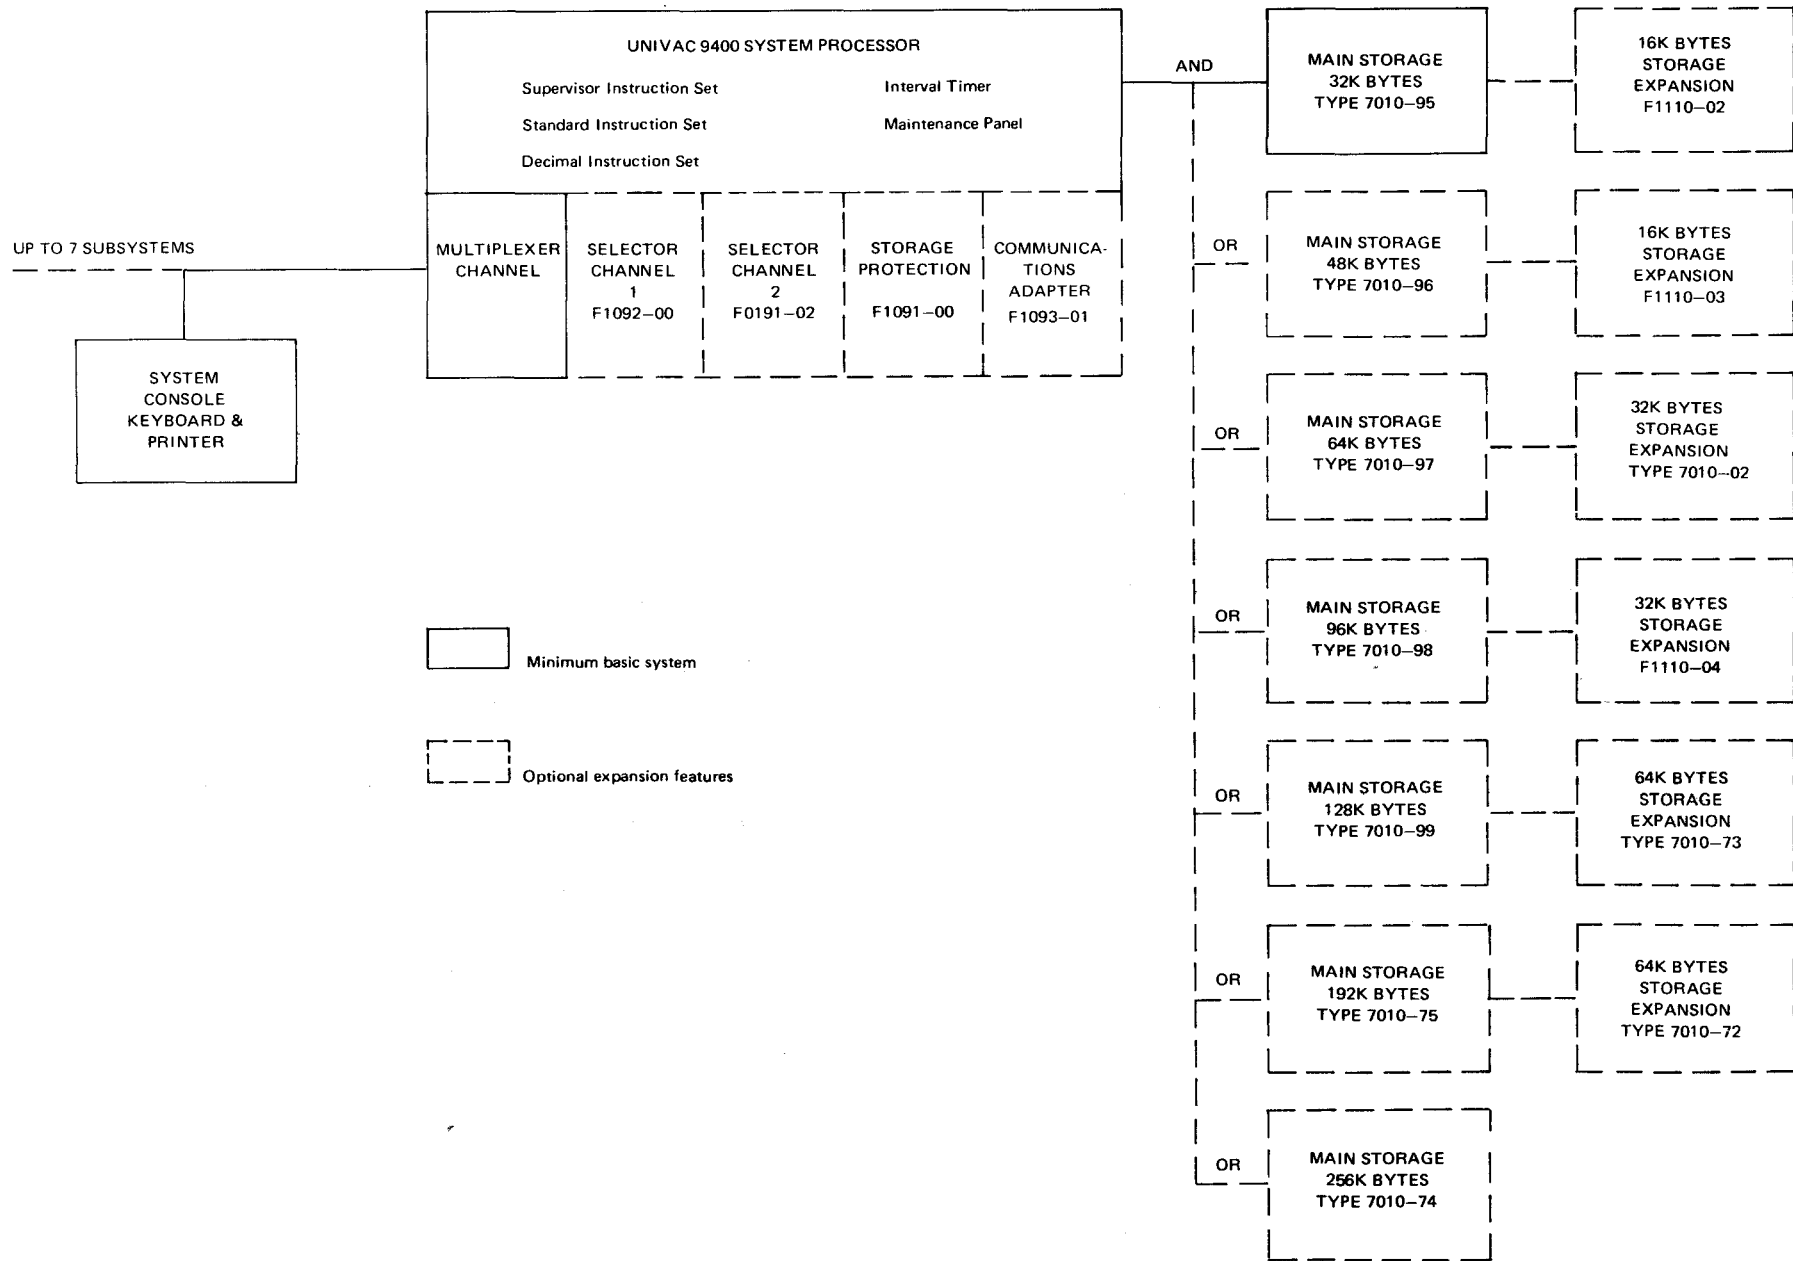 UNIVAC 9400 SYSTEM PROCESSOR
Supervisor Instruction Set
Standard Instruction Set
Decimal Instruction Set
Interval Timer
Maintenance Panel
MULTIPLEXER
CHANNEL
SELECTOR
CHANNEL
1
F1092–00
SELECTOR
CHANNEL
2
F0191–02
STORAGE
PROTECTION
F1091–00
COMMUNICA-
TIONS
ADAPTER
F1093–01
UP TO 7 SUBSYSTEMS
SYSTEM
CONSOLE
KEYBOARD &
PRINTER
Minimum basic system
Optional expansion features
AND
MAIN STORAGE
32K BYTES
TYPE 7010–95
16K BYTES
STORAGE
EXPANSION
F1110–02
OR
MAIN STORAGE
48K BYTES
TYPE 7010–96
16K BYTES
STORAGE
EXPANSION
F1110–03
OR
MAIN STORAGE
64K BYTES
TYPE 7010–97
32K BYTES
STORAGE
EXPANSION
TYPE 7010–02
OR
MAIN STORAGE
96K BYTES
TYPE 7010–98
32K BYTES
STORAGE
EXPANSION
F1110–04
OR
MAIN STORAGE
128K BYTES
TYPE 7010–99
64K BYTES
STORAGE
EXPANSION
TYPE 7010–73
OR
MAIN STORAGE
192K BYTES
TYPE 7010–75
64K BYTES
STORAGE
EXPANSION
TYPE 7010–72
OR
MAIN STORAGE
256K BYTES
TYPE 7010–74